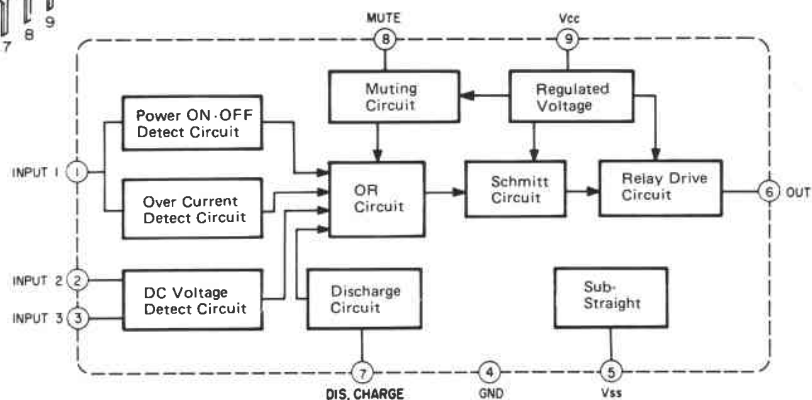 7 8 9
MUTE
8
Vcc
9
Muting
Circuit
Regulated
Voltage
Power ON·OFF
Detect Circuit
INPUT 1
1
Over Current
Detect Circuit
OR
Circuit
Schmitt
Circuit
Relay Drive
Circuit
6
OUT
INPUT 2
2
INPUT 3
3
DC Voltage
Detect Circuit
Discharge
Circuit
Sub-
Straight
7
DIS. CHARGE
4
GND
5
Vss